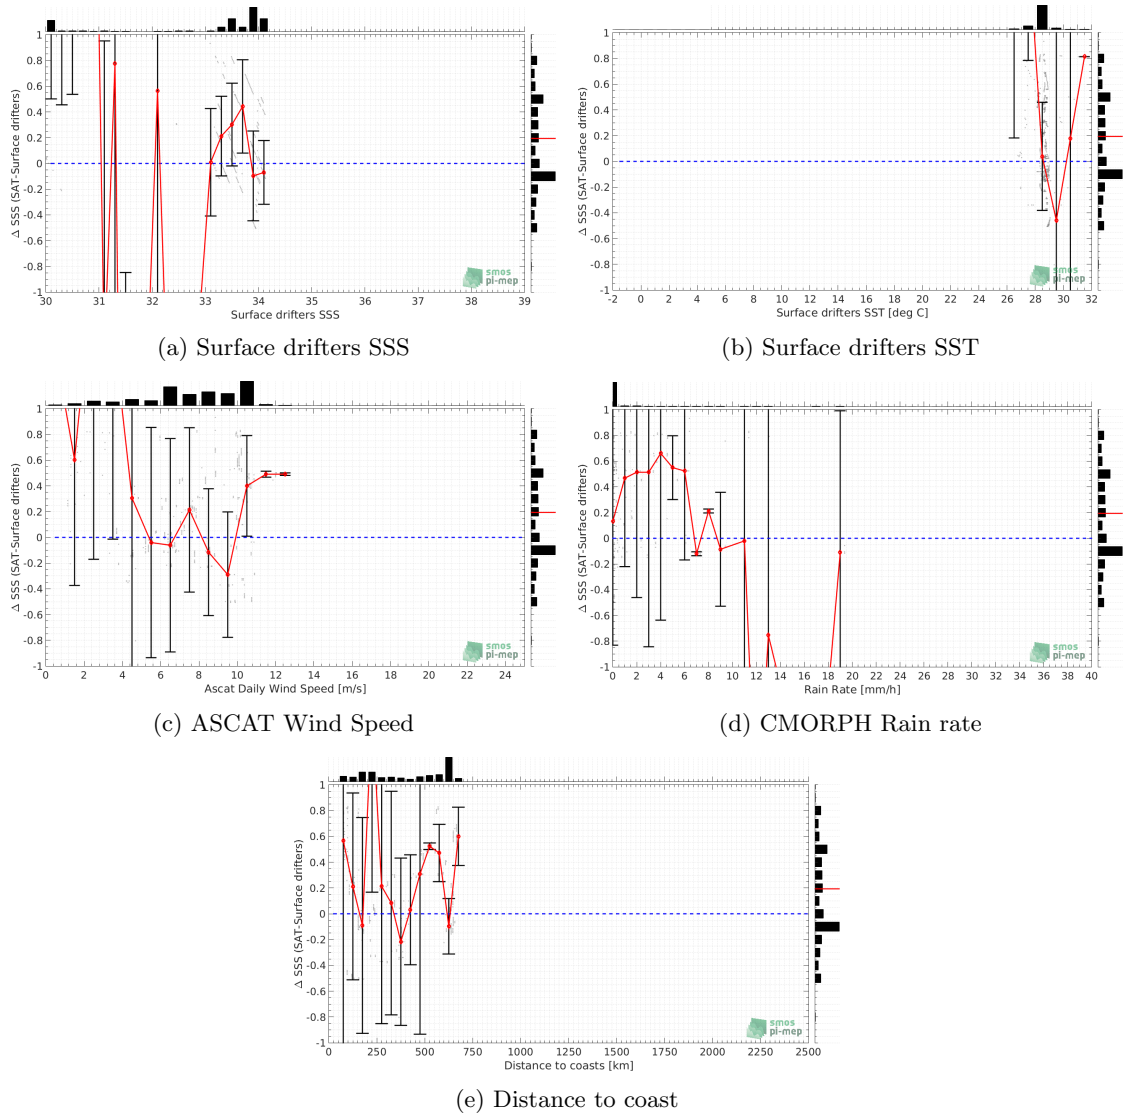 1
0.8
0.6
0.4
0.2
0
-0.2
-0.4
-0.6
-0.8
-1
Δ SSS (SAT-Surface drifters)
30 31 32 33 34 35 36 37 38 39
Surface drifters SSS
smos
pi-mep
(a) Surface drifters SSS
1
0.8
0.6
0.4
0.2
0
-0.2
-0.4
-0.6
-0.8
-1
Δ SSS (SAT-Surface drifters)
-2 0 2 4 6 8 10 12 14 16 18 20 22 24 26 28 30 32
Surface drifters SST [deg C]
smos
pi-mep
(b) Surface drifters SST
1
0.8
0.6
0.4
0.2
0
-0.2
-0.4
-0.6
-0.8
-1
Δ SSS (SAT-Surface drifters)
0 2 4 6 8 10 12 14 16 18 20 22 24
Ascat Daily Wind Speed [m/s]
smos
pi-mep
(c) ASCAT Wind Speed
1
0.8
0.6
0.4
0.2
0
-0.2
-0.4
-0.6
-0.8
-1
Δ SSS (SAT-Surface drifters)
0 2 4 6 8 10 12 14 16 18 20 22 24 26 28 30 32 34 36 38 40
Rain Rate [mm/h]
smos
pi-mep
(d) CMORPH Rain rate
1
0.8
0.6
0.4
0.2
0
-0.2
-0.4
-0.6
-0.8
-1
Δ SSS (SAT-Surface drifters)
0 250 500 750 1000 1250 1500 1750 2000 2250 2500
Distance to coasts [km]
smos
pi-mep
(e) Distance to coast